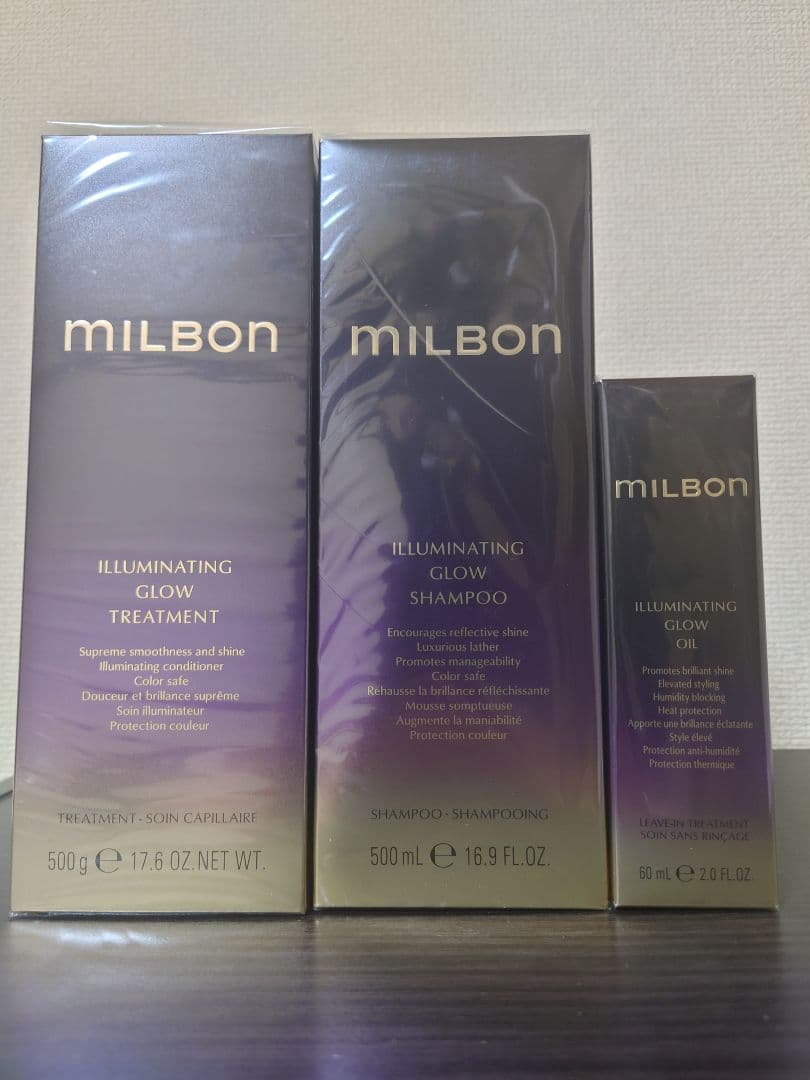 mILBON
ILLUMINATING
GLOW
TREATMENT
Supreme smoothness and shine
Illuminating conditioner
Color safe
Douceur et brillance suprême
Soin illuminateur
Protection couleur
TREATMENT - SOIN CAPILLAIRE
500 g ℮ 17.6 OZ. NET WT.
mILBON
ILLUMINATING
GLOW
SHAMPOO
Encourages reflective shine
Luxurious lather
Promotes manageability
Color safe
Rehausse la brillance réfléchissante
Mousse somptueuse
Augmente la maniabilité
Protection couleur
SHAMPOO - SHAMPOOING
500 mL ℮ 16.9 FL.OZ.
mILBON
ILLUMINATING
GLOW
OIL
Promotes brilliant shine
Elevated styling
Humidity blocking
Heat protection
Apporte une brillance éclatante
Style élevé
Protection anti-humidité
Protection thermique
LEAVE-IN TREATMENT
SOIN SANS RINÇAGE
60 mL ℮ 2.0 FL.OZ.